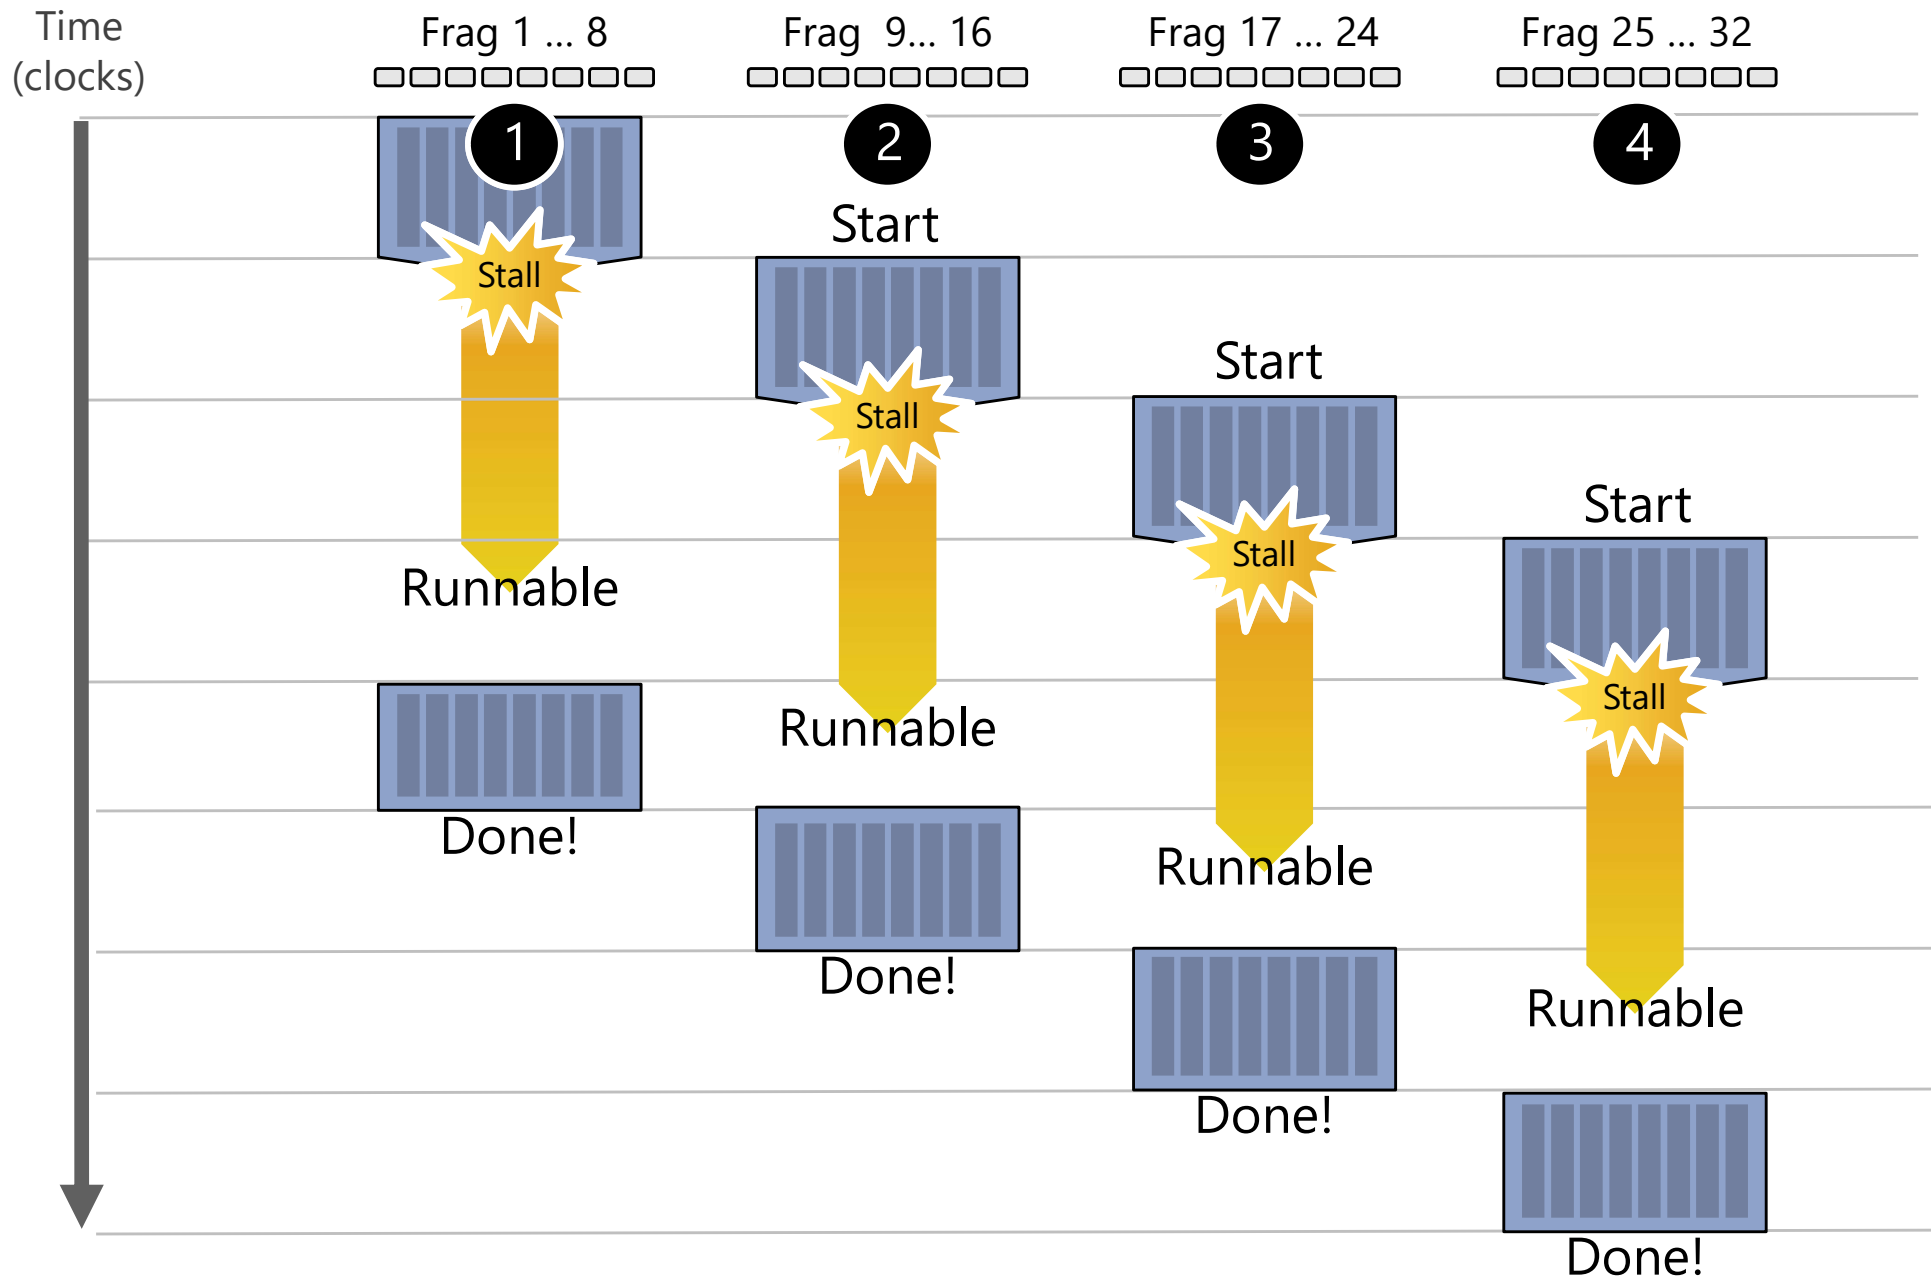 Time
(clocks)
Frag 1 ... 8
Frag  9... 16
Frag 17 ... 24
Frag 25 ... 32
1
2
3
4
Start
Stall
Start
Stall
Start
Stall
Runnable
Stall
Runnable
Done!
Runnable
Done!
Runnable
Done!
Done!